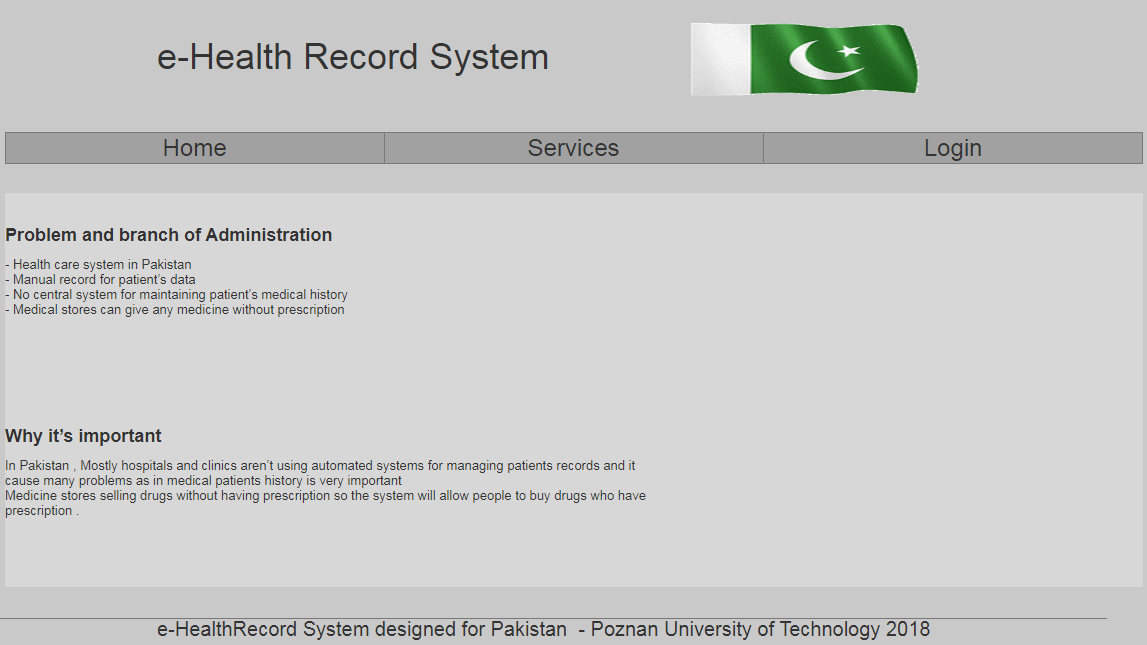 e-Health Record System
Home Services Login
Problem and branch of Administration
- Health care system in Pakistan
- Manual record for patient’s data
- No central system for maintaining patient’s medical history
- Medical stores can give any medicine without prescription
Why it’s important
In Pakistan , Mostly hospitals and clinics aren’t using automated systems for managing patients records and it
cause many problems as in medical patients history is very important
Medicine stores selling drugs without having prescription so the system will allow people to buy drugs who have
prescription .
e-HealthRecord System designed for Pakistan - Poznan University of Technology 2018